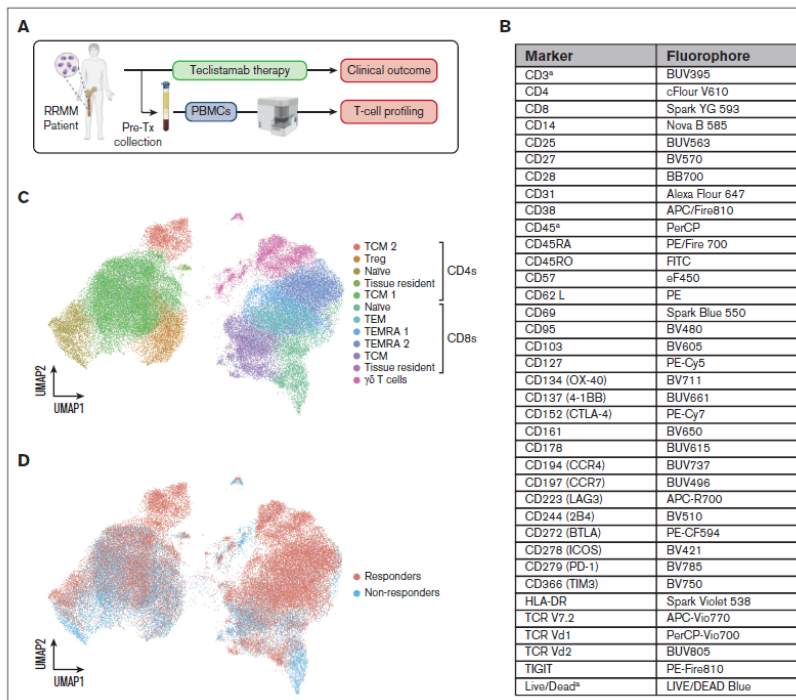 A
RRMM
Patient
Pre-Tx
collection
Teclistamab therapy
Clinical outcome
PBMCs
T-cell profiling
B
Marker Fluorophore
CD3ᵃ BUV395
CD4 cFlour V610
CD8 Spark YG 593
CD14 Nova B 585
CD25 BUV563
CD27 BV570
CD28 BB700
CD31 Alexa Flour 647
CD38 APC/Fire810
CD45ᵃ PerCP
CD45RA PE/Fire 700
CD45RO FITC
CD57 eF450
CD62 L PE
CD69 Spark Blue 550
CD95 BV480
CD103 BV605
CD127 PE-Cy5
CD134 (OX-40) BV711
CD137 (4-1BB) BUV661
CD152 (CTLA-4) PE-Cy7
CD161 BV650
CD178 BUV615
CD194 (CCR4) BUV737
CD197 (CCR7) BUV496
CD223 (LAG3) APC-R700
CD244 (2B4) BV510
CD272 (BTLA) PE-CF594
CD278 (ICOS) BV421
CD279 (PD-1) BV785
CD366 (TIM3) BV750
HLA-DR Spark Violet 538
TCR V7.2 APC-Vio770
TCR Vd1 PerCP-Vio700
TCR Vd2 BUV805
TIGIT PE-Fire810
Live/Deadᵃ LIVE/DEAD Blue
C
TCM 2
Treg
Naïve
Tissue resident
TCM 1
CD4s
Naïve
TEM
TEMRA 1
TEMRA 2
TCM
Tissue resident
CD8s
γδ T cells
UMAP2
UMAP1
D
Responders
Non-responders
UMAP2
UMAP1